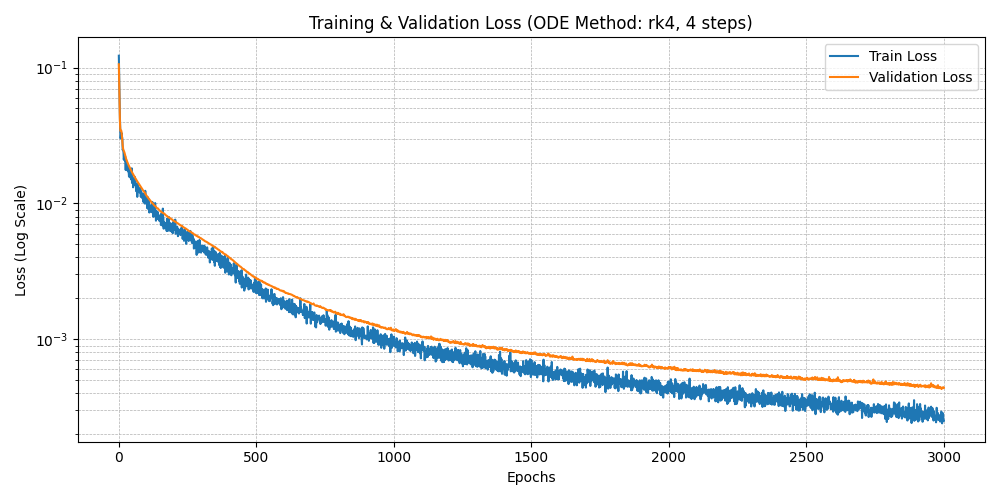 Training & Validation Loss (ODE Method: rk4, 4 steps)
Train Loss
Validation Loss
Loss (Log Scale)
10⁻¹
10⁻²
10⁻³
0 500 1000 1500 2000 2500 3000
Epochs